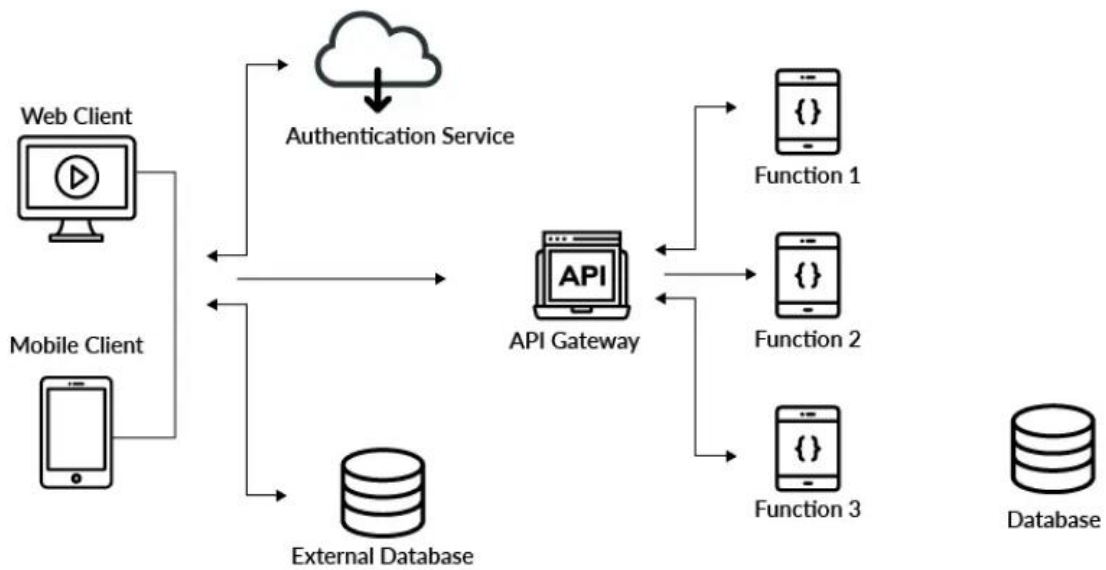 Web Client
Authentication Service
Mobile Client
External Database
API
API Gateway
{}
Function 1
{}
Function 2
{}
Function 3
Database